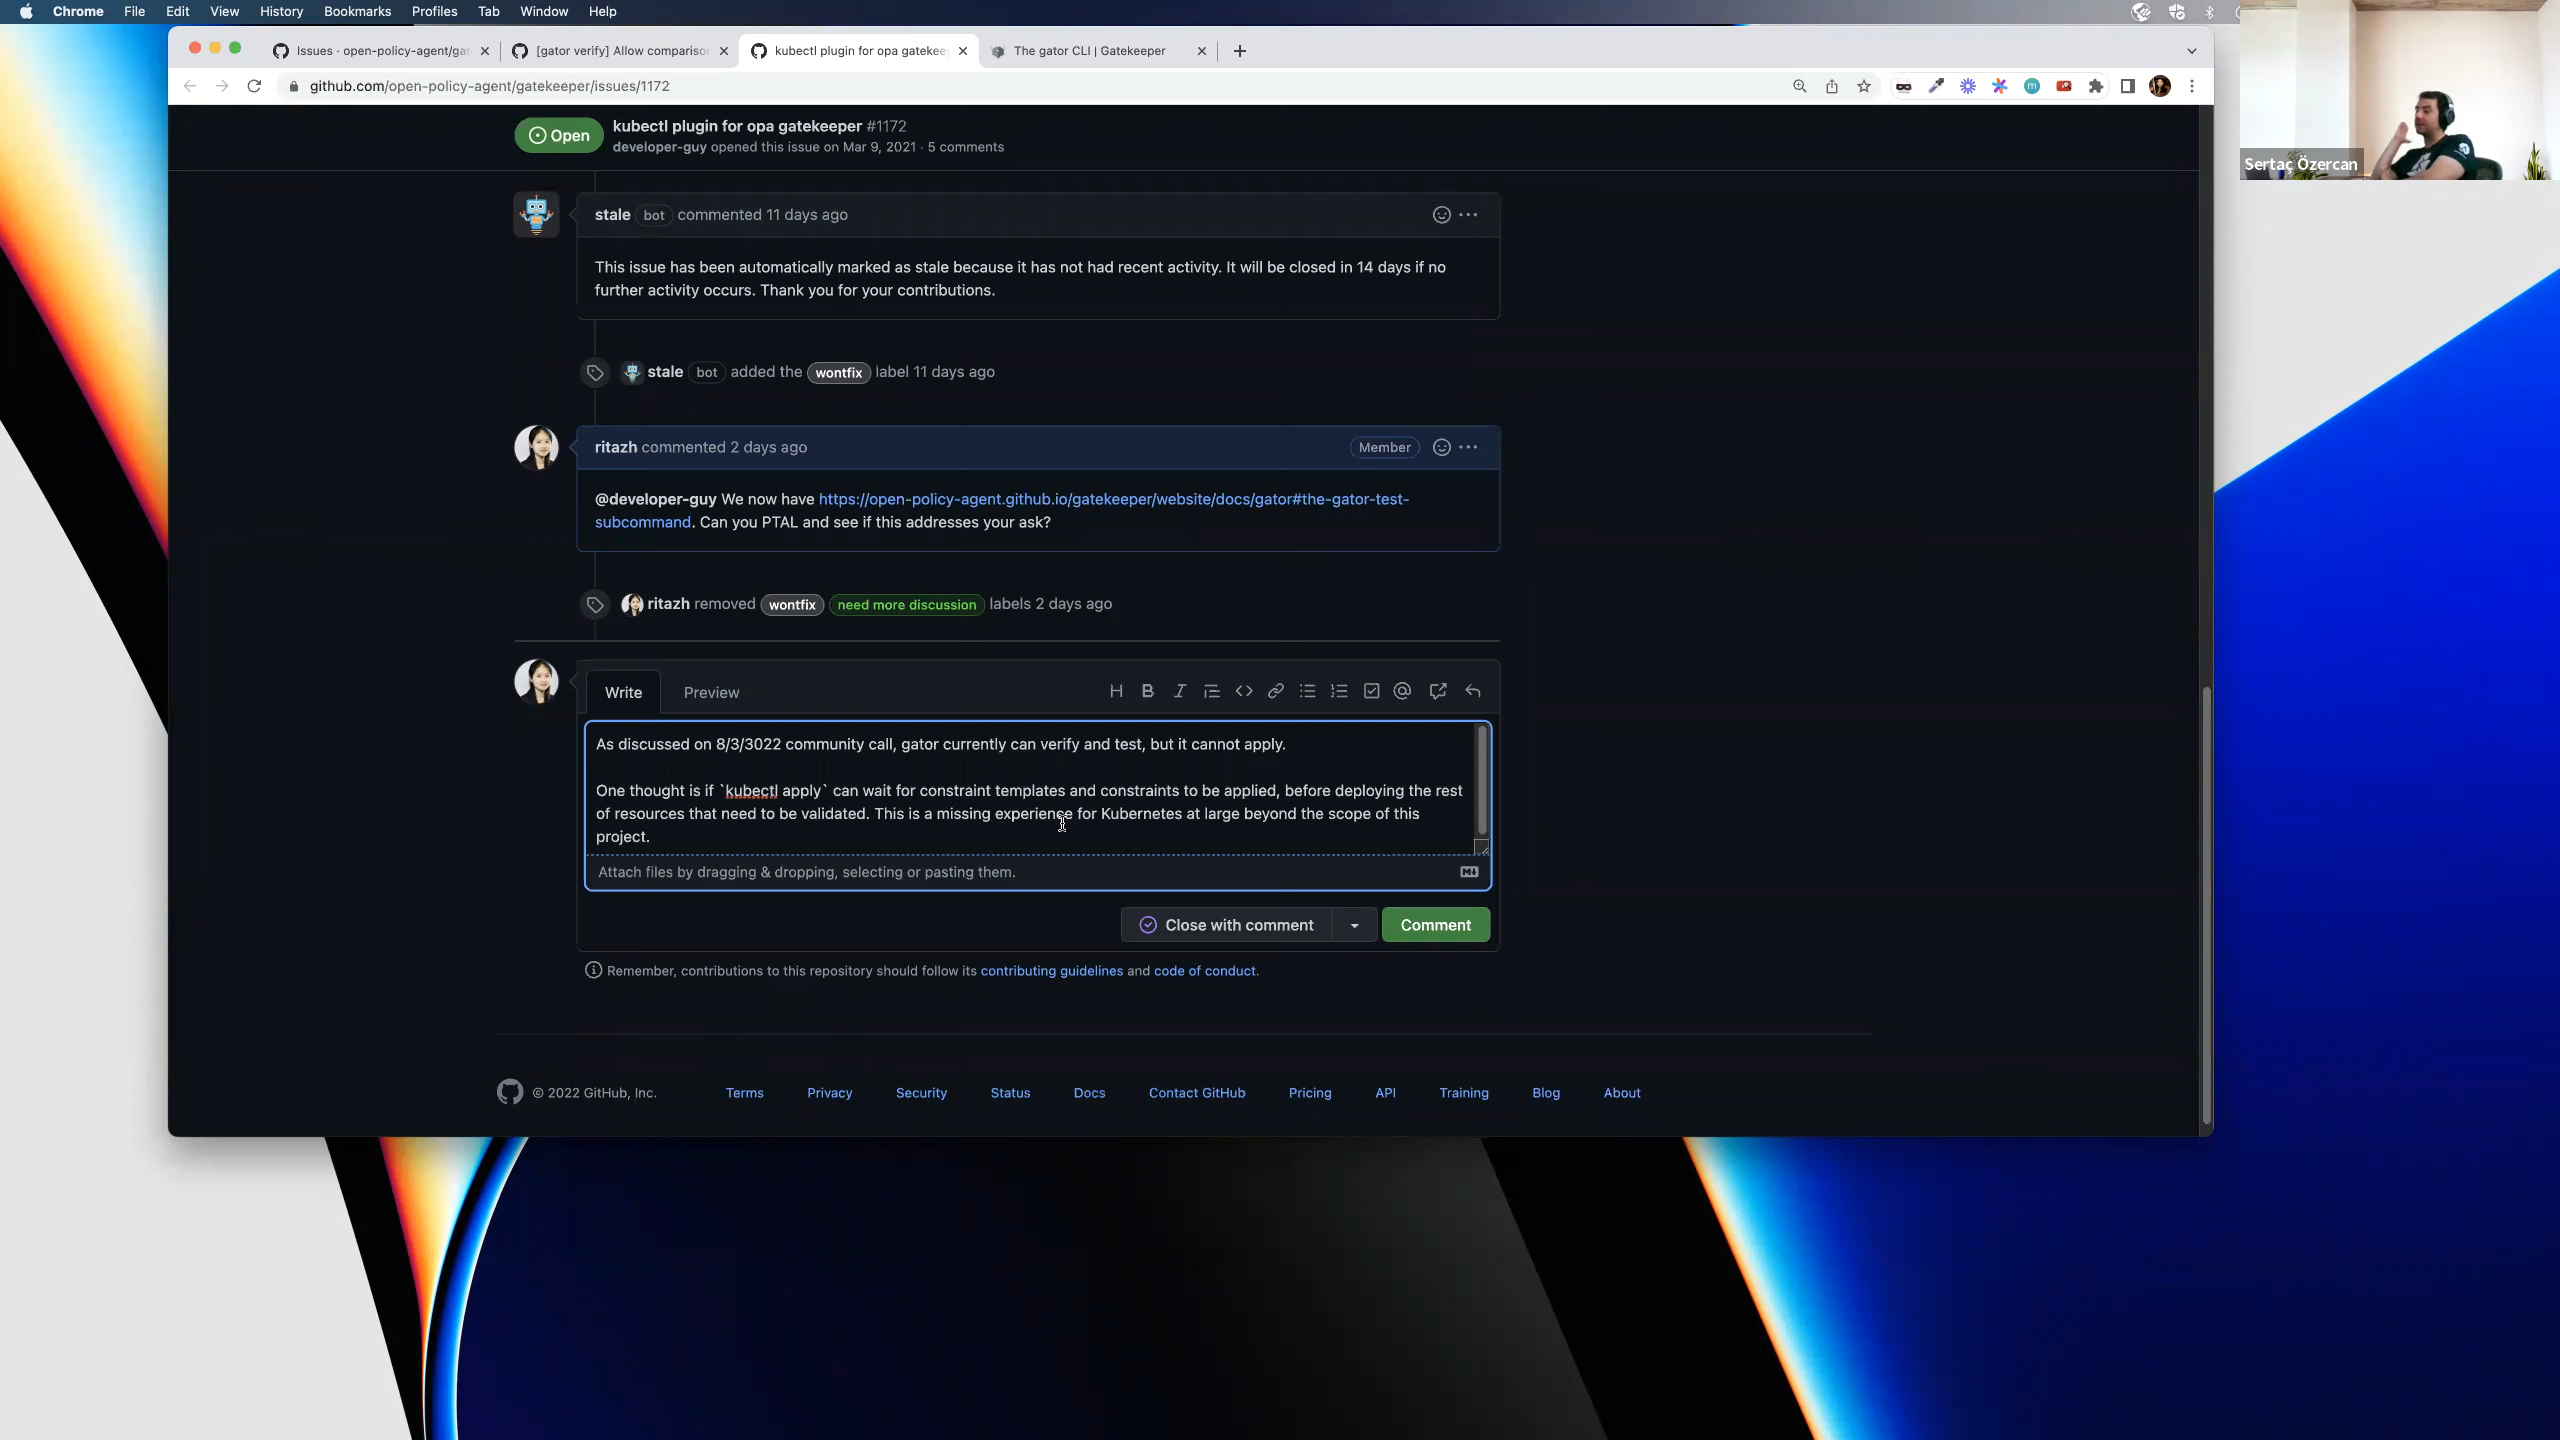 Chrome File Edit View History Bookmarks Profiles Tab Window Help
Issues · open-policy-agent/gat
[gator verify] Allow compariso
kubectl plugin for opa gatekee
The gator CLI | Gatekeeper
github.com/open-policy-agent/gatekeeper/issues/1172
Sertaç Özercan
Open
kubectl plugin for opa gatekeeper #1172
developer-guy opened this issue on Mar 9, 2021 · 5 comments
stale bot commented 11 days ago
This issue has been automatically marked as stale because it has not had recent activity. It will be closed in 14 days if no
further activity occurs. Thank you for your contributions.
stale bot added the wontfix label 11 days ago
ritazh commented 2 days ago
Member
@developer-guy We now have https://open-policy-agent.github.io/gatekeeper/website/docs/gator#the-gator-test-
subcommand. Can you PTAL and see if this addresses your ask?
ritazh removed wontfix need more discussion labels 2 days ago
Write Preview
As discussed on 8/3/3022 community call, gator currently can verify and test, but it cannot apply.
One thought is if `kubectl apply` can wait for constraint templates and constraints to be applied, before deploying the rest
of resources that need to be validated. This is a missing experience for Kubernetes at large beyond the scope of this
project.
Attach files by dragging & dropping, selecting or pasting them.
Close with comment
Comment
Remember, contributions to this repository should follow its contributing guidelines and code of conduct.
© 2022 GitHub, Inc. Terms Privacy Security Status Docs Contact GitHub Pricing API Training Blog About